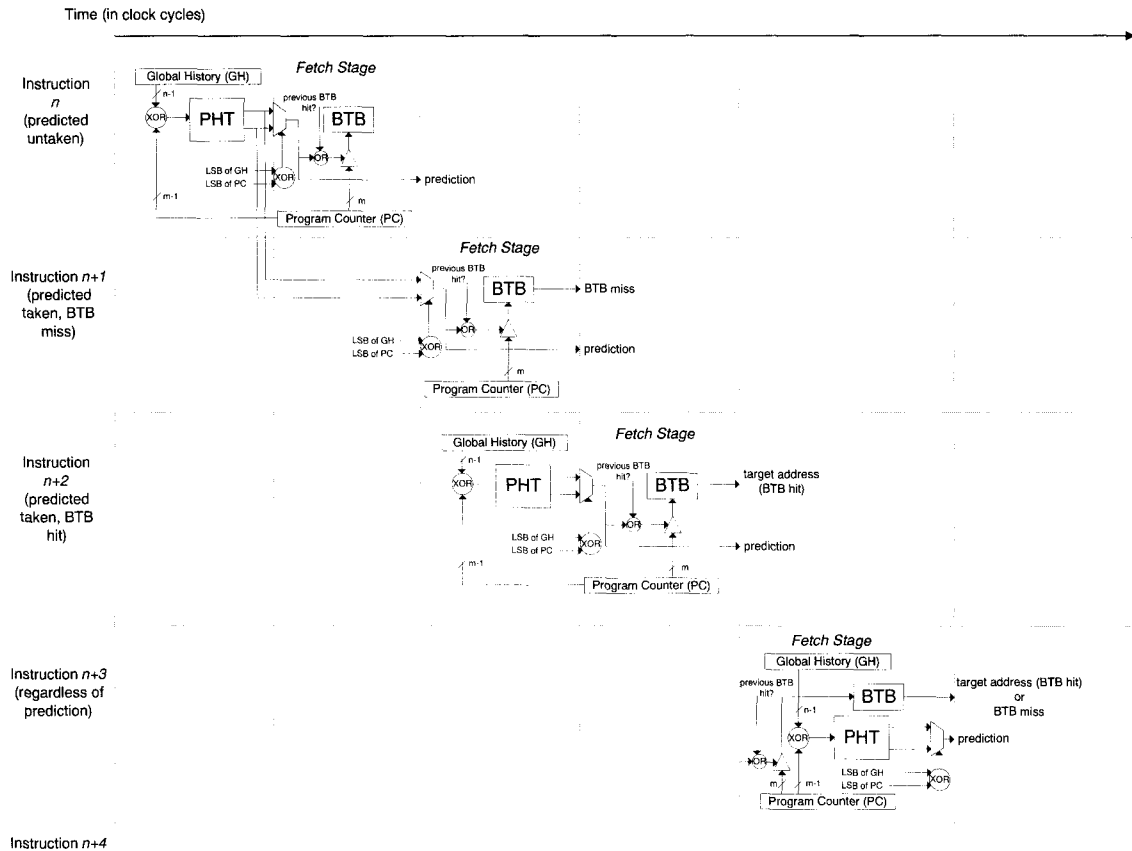 Time (in clock cycles)
Instruction
n
(predicted
untaken)
Fetch Stage
Global History (GH)
n-1
previous BTB
hit?
XOR
PHT
BTB
OR
LSB of GH
LSB of PC
XOR
prediction
m-1
m
Program Counter (PC)
Instruction n+1
(predicted
taken, BTB
miss)
Fetch Stage
previous BTB
hit?
BTB
BTB miss
OR
LSB of GH
LSB of PC
XOR
prediction
m
Program Counter (PC)
Instruction
n+2
(predicted
taken, BTB
hit)
Fetch Stage
Global History (GH)
n-1
previous BTB
hit?
XOR
PHT
BTB
target address
(BTB hit)
OR
LSB of GH
LSB of PC
XOR
prediction
m-1
m
Program Counter (PC)
Instruction n+3
(regardless of
prediction)
Fetch Stage
Global History (GH)
previous BTB
hit?
BTB
target address (BTB hit)
or
BTB miss
n-1
XOR
PHT
prediction
OR
LSB of GH
LSB of PC
XOR
m
m-1
Program Counter (PC)
Instruction n+4